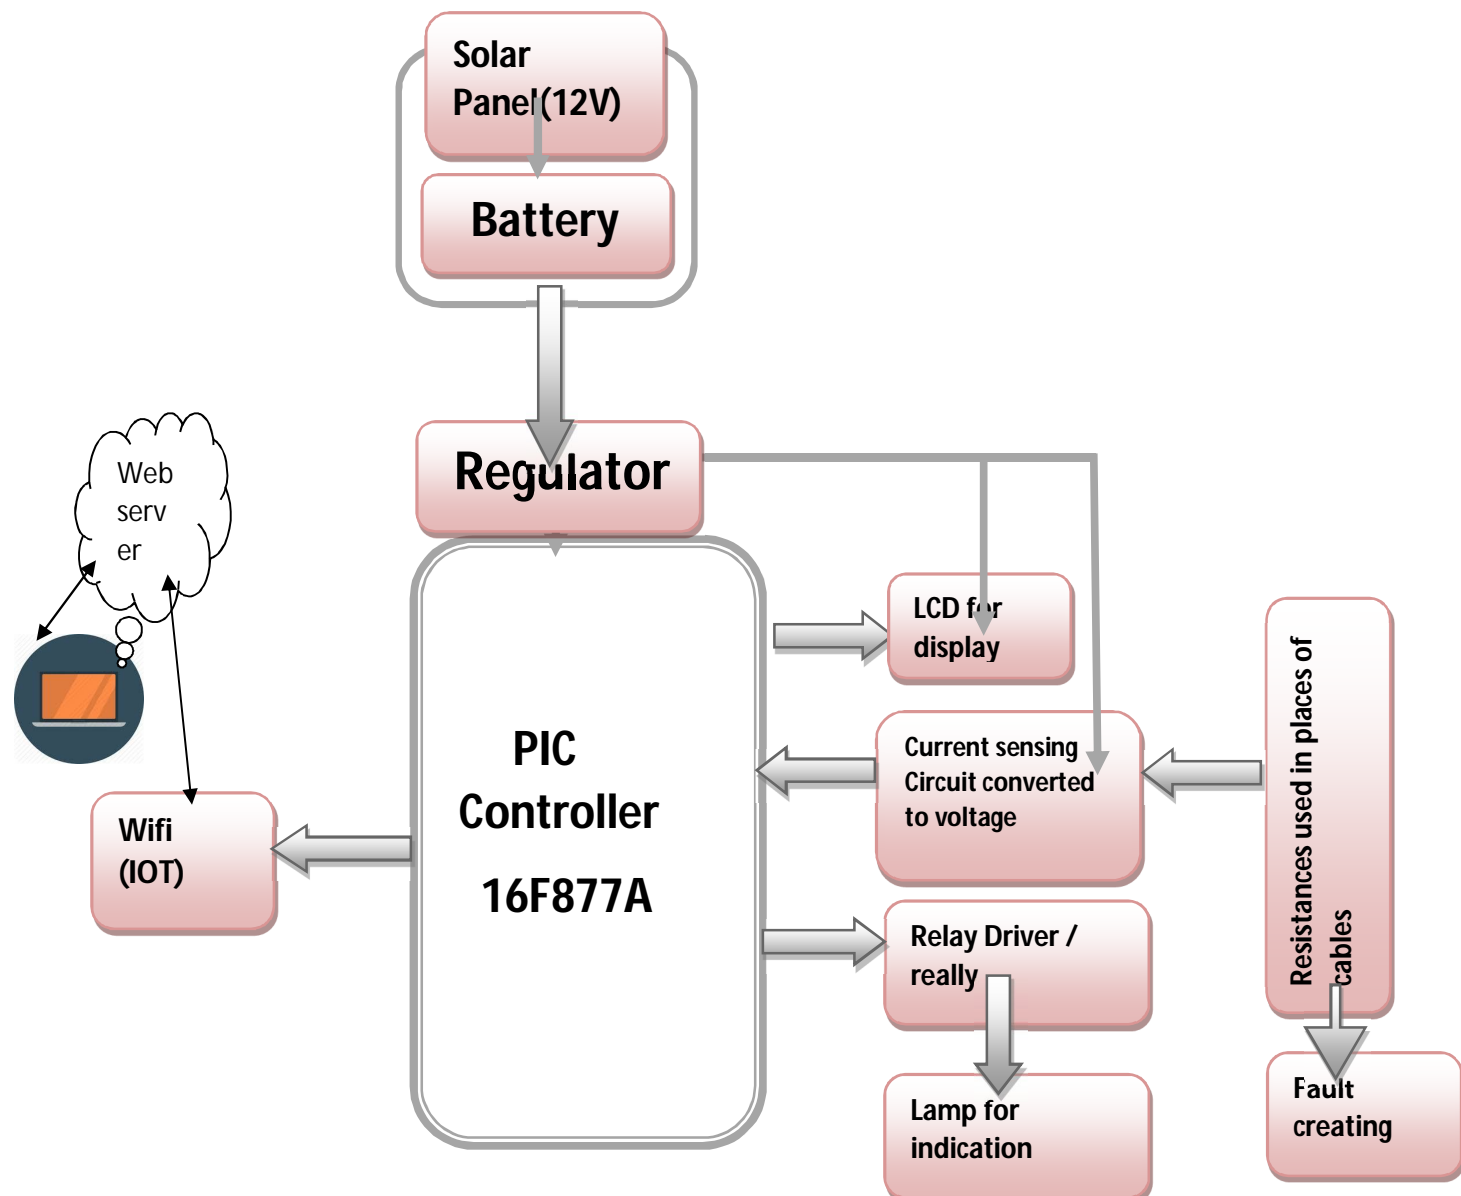 Solar
Panel(12V)
Battery
Regulator
Web
serv
er
LCD for
display
PIC
Controller
16F877A
Current sensing
Circuit converted
to voltage
Resistances used in places of
cables
Wifi
(IOT)
Relay Driver /
really
Lamp for
indication
Fault
creating